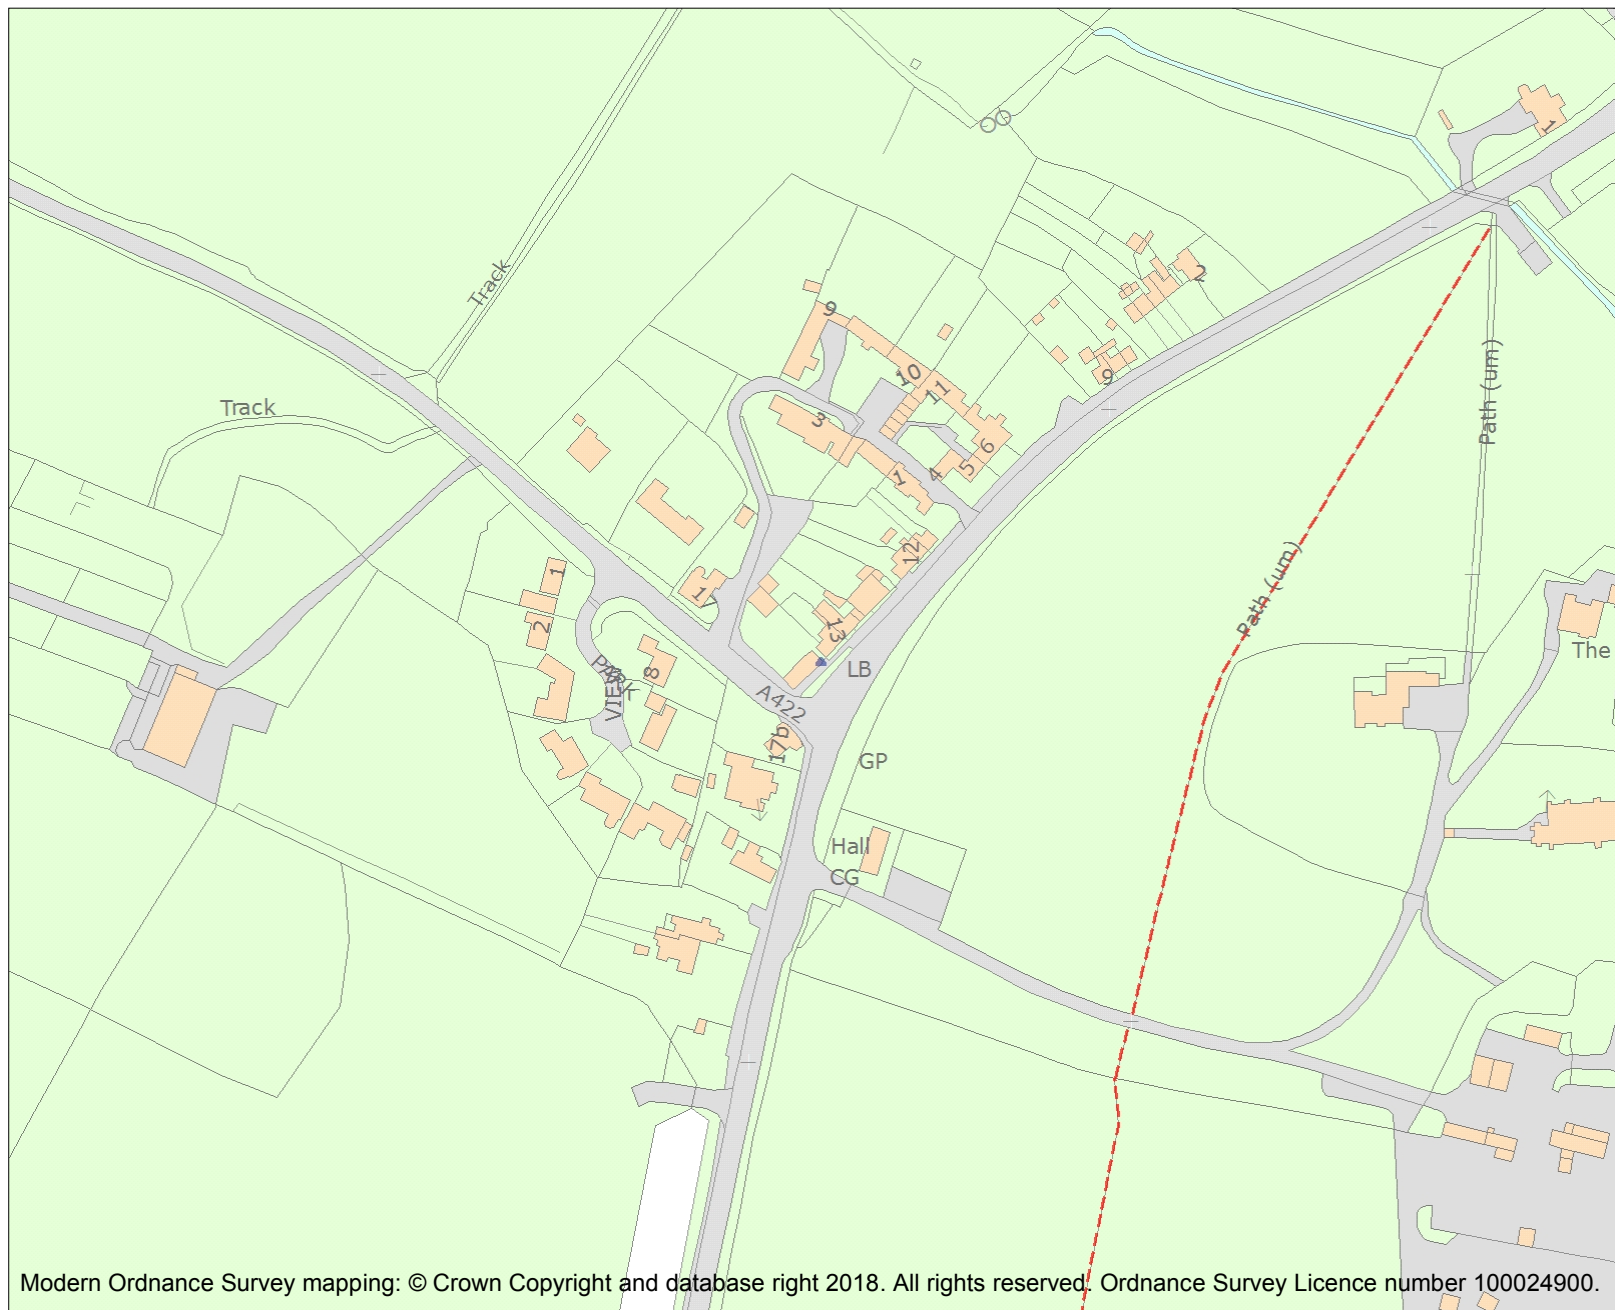 1
Track
2
9
Path (um)
10
11
9
Track
3
6
5
4
1
12
Path (um)
1
17
2
13
The
LB
PARK
VIEW
8
A422
17b
GP
Hall
CG
Modern Ordnance Survey mapping: © Crown Copyright and database right 2018. All rights reserved. Ordnance Survey Licence number 100024900.